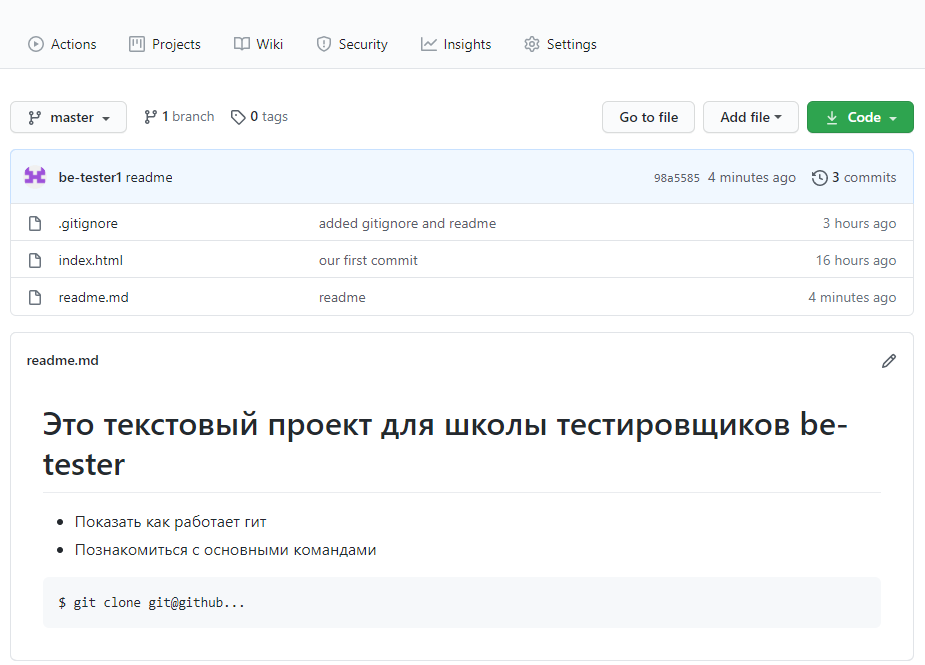 Actions Projects Wiki Security Insights Settings
master 1 branch 0 tags Go to file Add file Code
be-tester1 readme 98a5585 4 minutes ago 3 commits
.gitignore added gitignore and readme 3 hours ago
index.html our first commit 16 hours ago
readme.md readme 4 minutes ago
readme.md
Это текстовый проект для школы тестировщиков be-
tester
Показать как работает гит
Познакомиться с основными командами
$ git clone git@github...